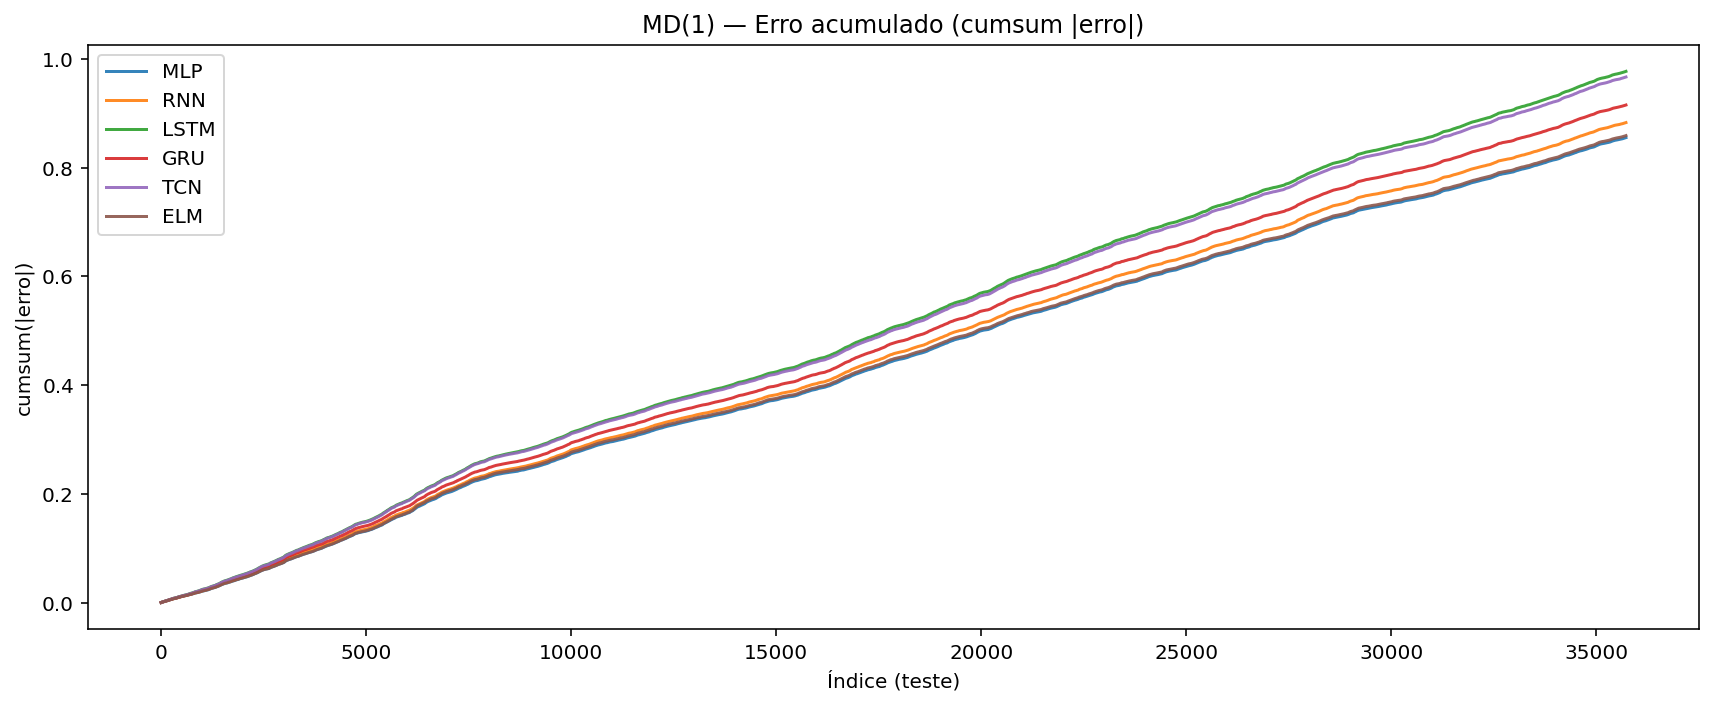 MD(1) — Erro acumulado (cumsum |erro|)
1.0
0.8
0.6
0.4
0.2
0.0
cumsum(|erro|)
MLP
RNN
LSTM
GRU
TCN
ELM
0 5000 10000 15000 20000 25000 30000 35000
Índice (teste)